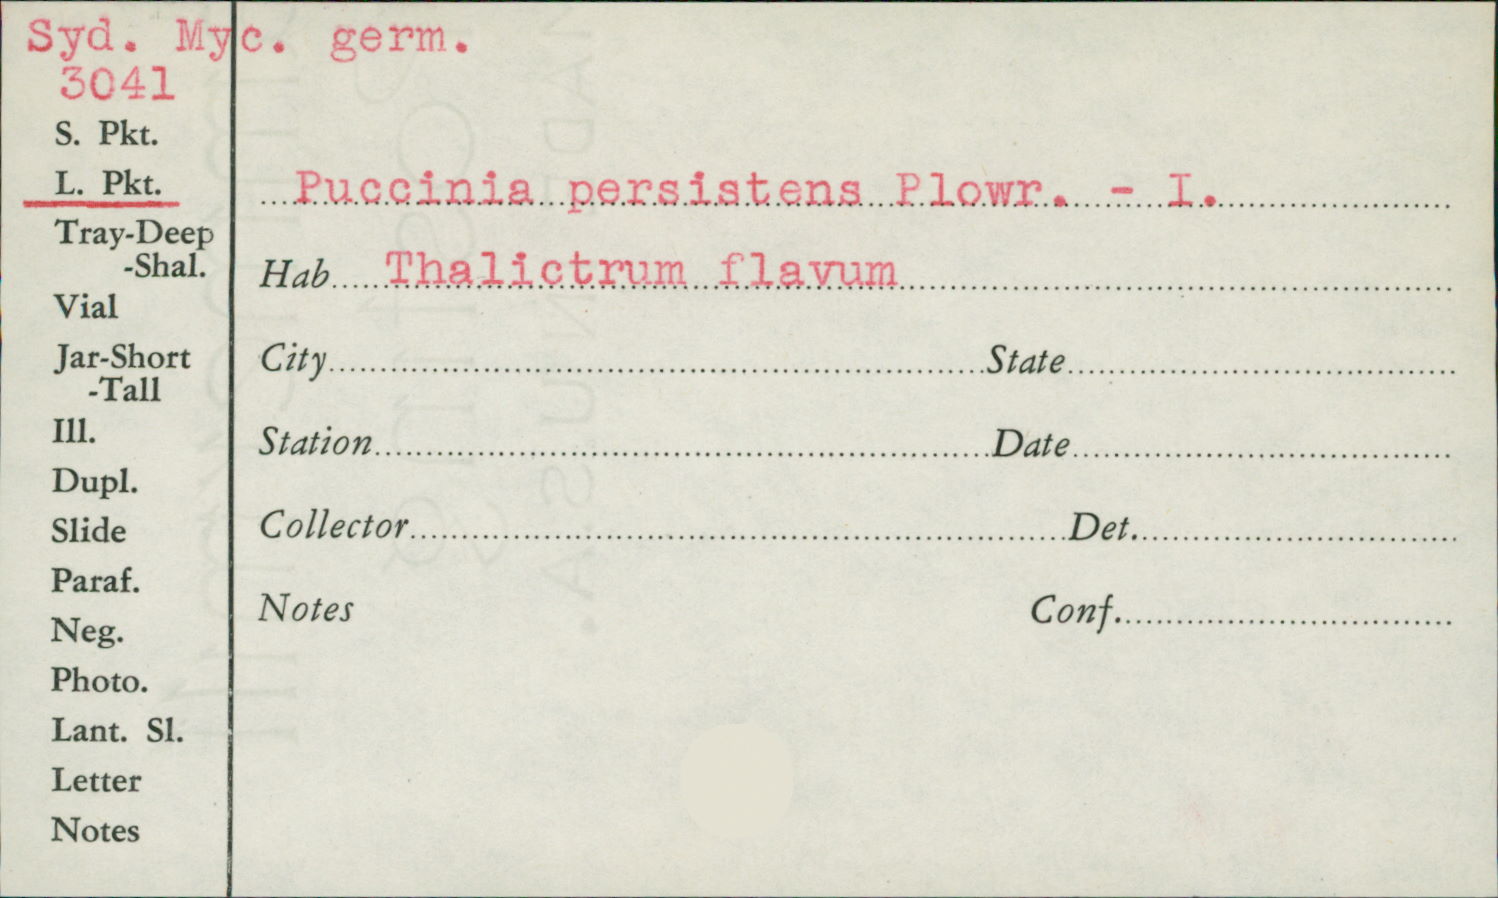 Syd. Myc. germ.
3041
S. Pkt.
L. Pkt.
Tray-Deep
-Shal.
Vial
Jar-Short
-Tall
Ill.
Dupl.
Slide
Paraf.
Neg.
Photo.
Lant. Sl.
Letter
Notes
Puccinia persistens Plowr. - I.
Hab Thalictrum flavum
City State
Station Date
Collector Det.
Notes Conf.